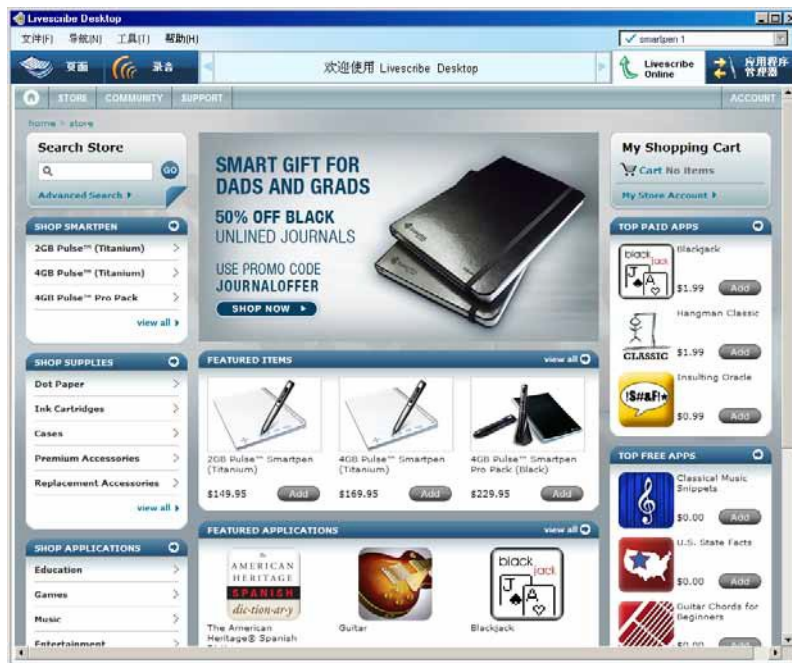 Livescribe Desktop
文件(F) 导航(N) 工具(T) 帮助(H)
smartpen 1
页面 录音
欢迎使用 Livescribe Desktop
Livescribe
Online
应用程序
管理器
STORE COMMUNITY SUPPORT
ACCOUNT
home > store
Search Store
GO
Advanced Search
SHOP SMARTPEN
2GB Pulse™ (Titanium)
4GB Pulse™ (Titanium)
4GB Pulse™ Pro Pack
view all
SHOP SUPPLIES
Dot Paper
Ink Cartridges
Cases
Premium Accessories
Replacement Accessories
view all
SHOP APPLICATIONS
Education
Games
Music
Entertainment
SMART GIFT FOR
DADS AND GRADS
50% OFF BLACK
UNLINED JOURNALS
USE PROMO CODE
JOURNALOFFER
SHOP NOW
FEATURED ITEMS view all
2GB Pulse™ Smartpen
(Titanium)
$149.95 Add
4GB Pulse™ Smartpen
(Titanium)
$169.95 Add
4GB Pulse™ Smartpen
Pro Pack (Black)
$229.95 Add
FEATURED APPLICATIONS view all
AMERICAN
HERITAGE
SPANISH
dic·tion·ar·y
The American
Heritage® Spanish
Guitar
black
jack
J
A
Blackjack
My Shopping Cart
Cart No Items
My Store Account
TOP PAID APPS
black
jack
J
A
Blackjack
$1.99 Add
CLASSIC
Hangman Classic
$1.99 Add
!S#&F!*
Insulting Oracle
$0.99 Add
TOP FREE APPS
Classical Music
Snippets
$0.00 Add
U.S. State Facts
$0.00 Add
Guitar Chords for
Beginners
$0.00 Add